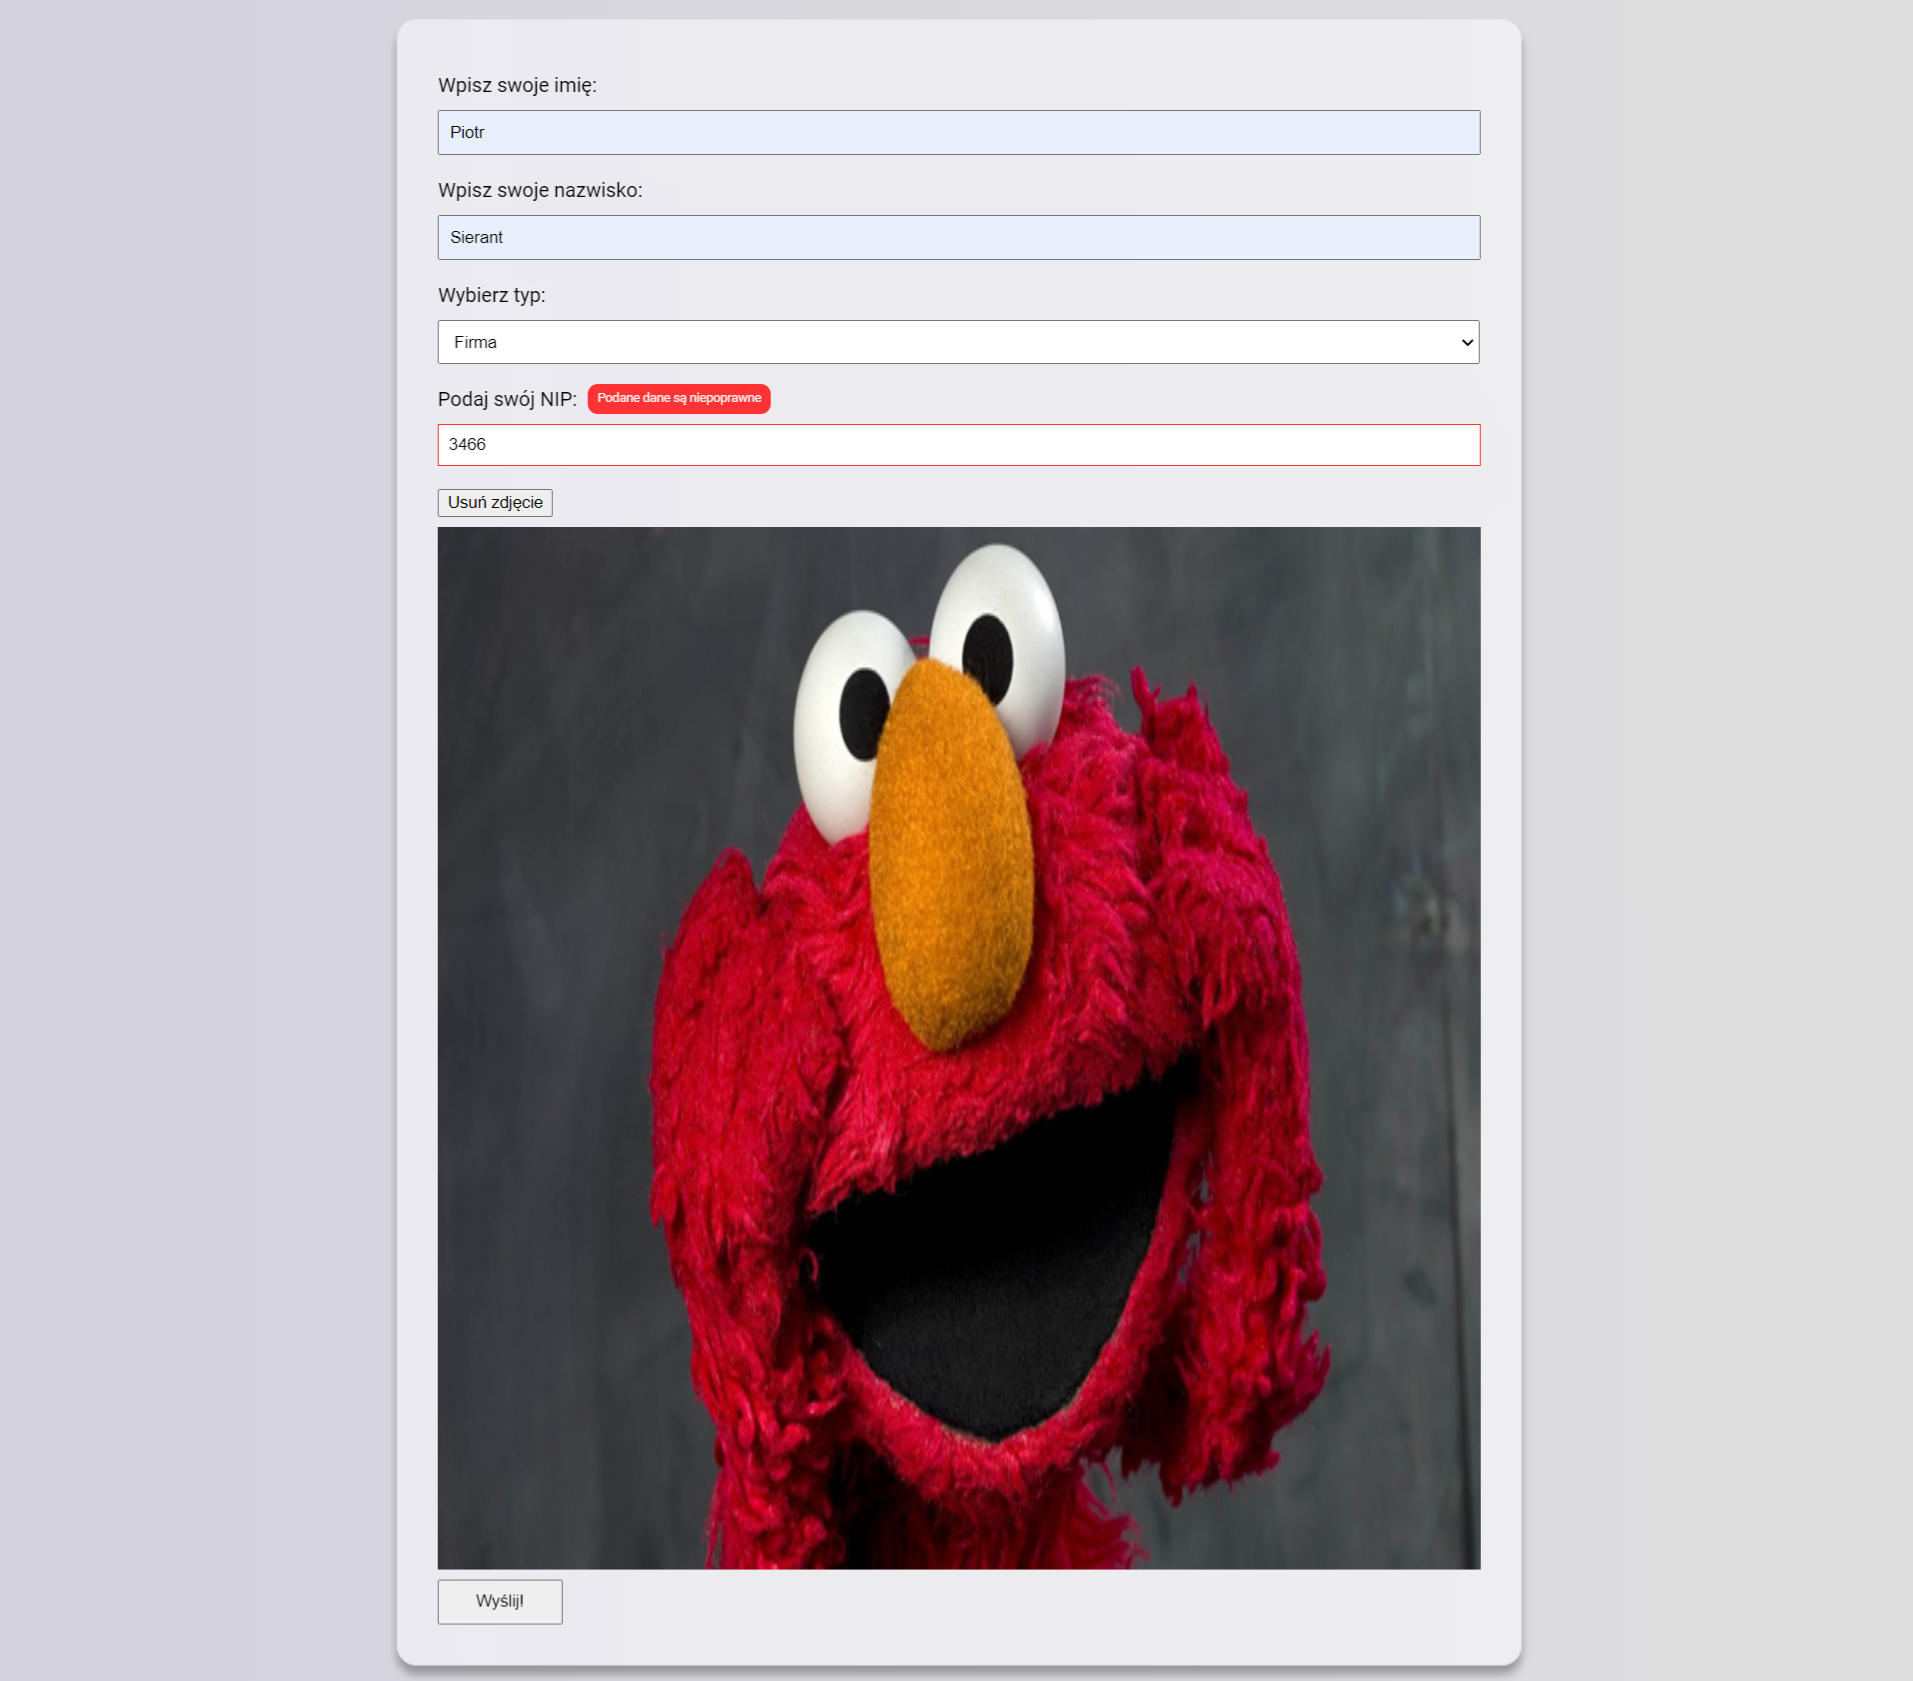 Wpisz swoje imię:
Piotr
Wpisz swoje nazwisko:
Sierant
Wybierz typ:
Firma
Podaj swój NIP: Podane dane są niepoprawne
3466
Usuń zdjęcie
Wyślij!